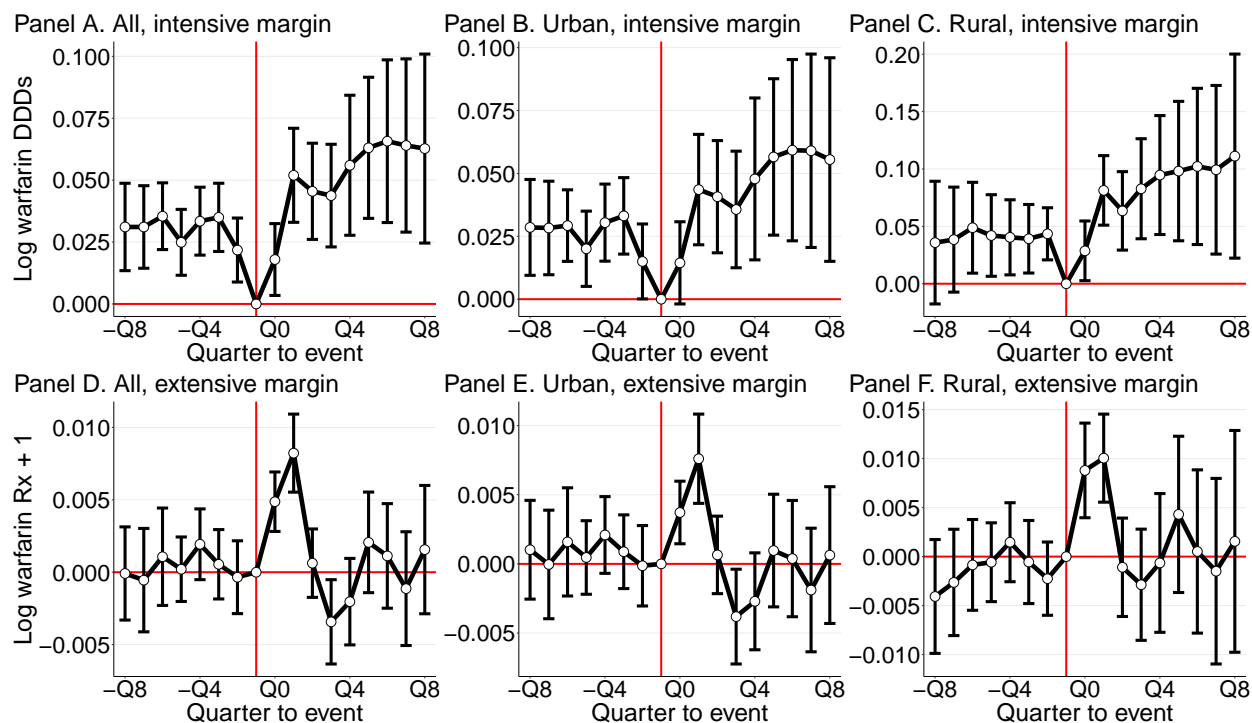 Panel A. All, intensive margin
Log warfarin DDDs
0.100
0.075
0.050
0.025
0.000
−Q8 −Q4 Q0 Q4 Q8
Quarter to event
Panel B. Urban, intensive margin
0.100
0.075
0.050
0.025
0.000
−Q8 −Q4 Q0 Q4 Q8
Quarter to event
Panel C. Rural, intensive margin
0.20
0.15
0.10
0.05
0.00
−Q8 −Q4 Q0 Q4 Q8
Quarter to event
Panel D. All, extensive margin
Log warfarin Rx + 1
0.010
0.005
0.000
−0.005
−Q8 −Q4 Q0 Q4 Q8
Quarter to event
Panel E. Urban, extensive margin
0.010
0.005
0.000
−0.005
−Q8 −Q4 Q0 Q4 Q8
Quarter to event
Panel F. Rural, extensive margin
0.015
0.010
0.005
0.000
−0.005
−0.010
−Q8 −Q4 Q0 Q4 Q8
Quarter to event